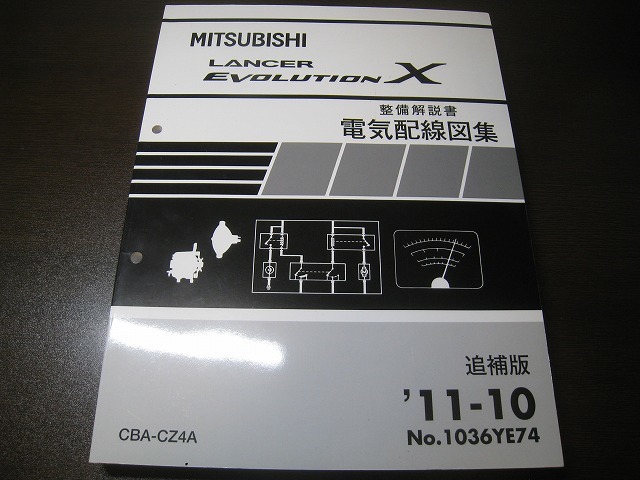 MITSUBISHI
LANCER
EVOLUTION X
整備解説書
電気配線図集
追補版
'11-10
No.1036YE74
CBA-CZ4A